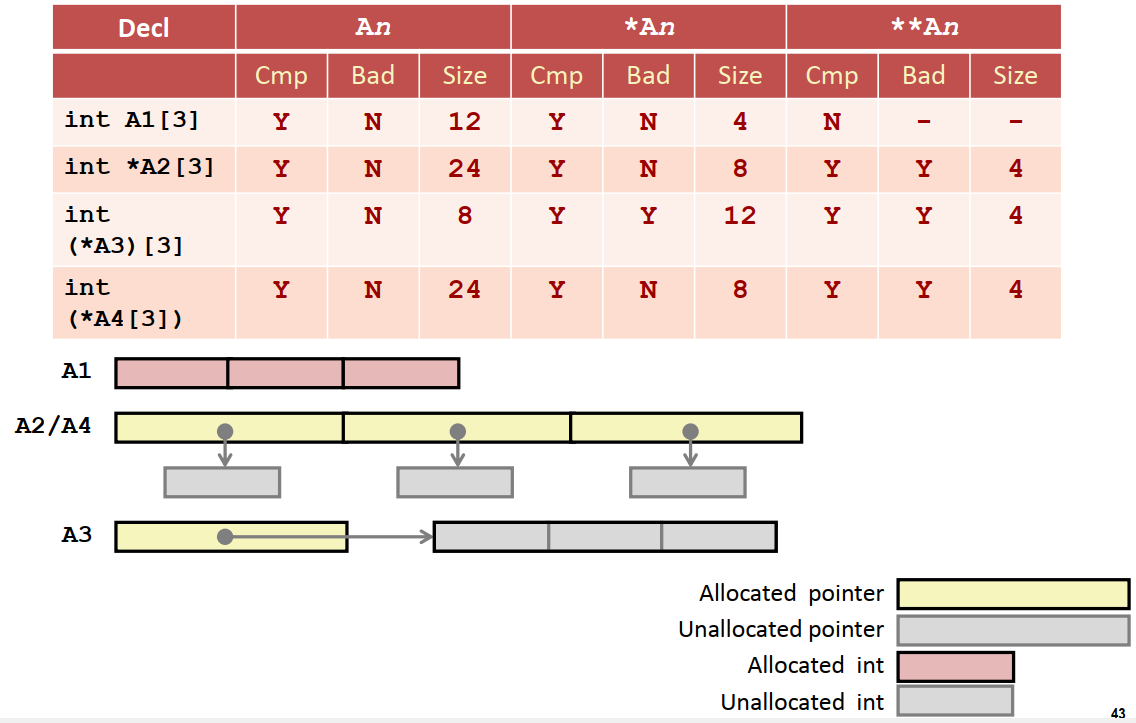 Decl An *An **An
Cmp Bad Size Cmp Bad Size Cmp Bad Size
int A1[3] Y N 12 Y N 4 N - -
int *A2[3] Y N 24 Y N 8 Y Y 4
int Y N 8 Y Y 12 Y Y 4
(*A3)[3]
int Y N 24 Y N 8 Y Y 4
(*A4[3])
A1
A2/A4
A3
Allocated pointer
Unallocated pointer
Allocated int
Unallocated int
43